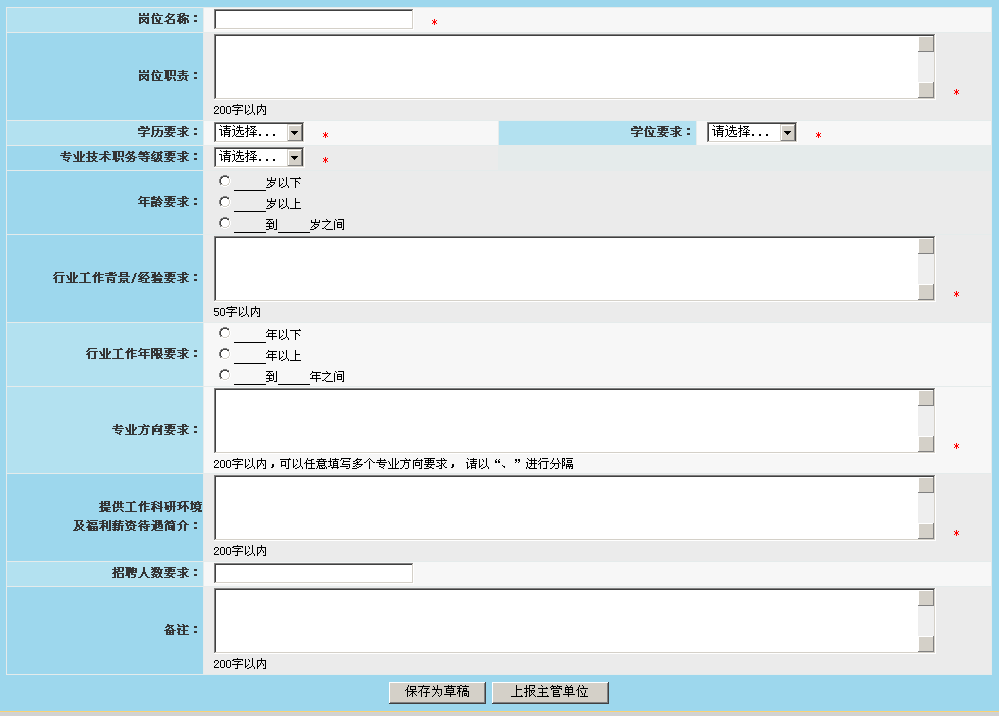 岗位名称： *
岗位职责： *
200字以内
学历要求： 请选择... * 学位要求： 请选择... *
专业技术职务等级要求： 请选择... *
年龄要求：
_____岁以下
_____岁以上
_____到_____岁之间
行业工作背景/经验要求： *
50字以内
行业工作年限要求：
_____年以下
_____年以上
_____到_____年之间
专业方向要求： *
200字以内，可以任意填写多个专业方向要求， 请以“、”进行分隔
提供工作科研环境
及福利薪资待遇简介： *
200字以内
招聘人数要求：
备注：
200字以内
保存为草稿 上报主管单位